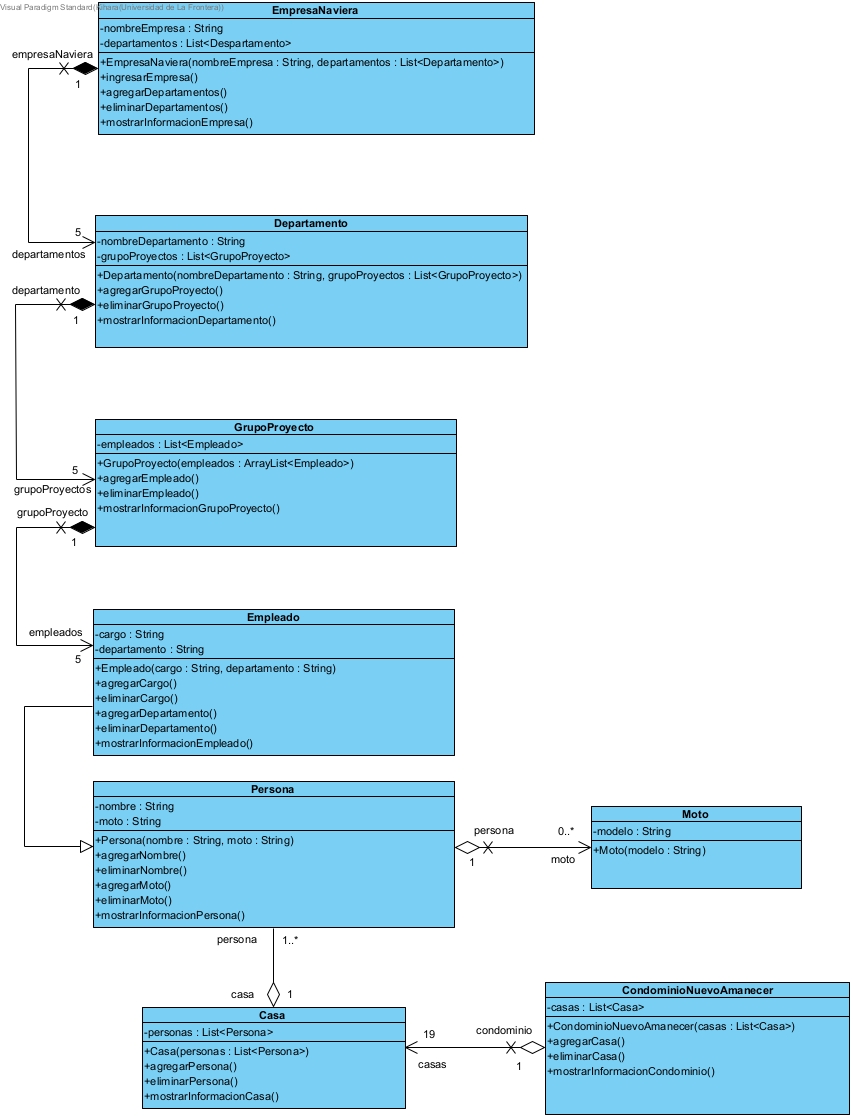 Visual Paradigm Standard(Kihara(Universidad de La Frontera))
EmpresaNaviera
-nombreEmpresa : String
-departamentos : List<Despartamento>
+EmpresaNaviera(nombreEmpresa : String, departamentos : List<Departamento>)
+ingresarEmpresa()
+agregarDepartamentos()
+eliminarDepartamentos()
+mostrarInformacionEmpresa()
empresaNaviera
1
5
departamentos
Departamento
-nombreDepartamento : String
-grupoProyectos : List<GrupoProyecto>
+Departamento(nombreDepartamento : String, grupoProyectos : List<GrupoProyecto>)
+agregarGrupoProyecto()
+eliminarGrupoProyecto()
+mostrarInformacionDepartamento()
departamento
1
5
grupoProyectos
GrupoProyecto
-empleados : List<Empleado>
+GrupoProyecto(empleados : ArrayList<Empleado>)
+agregarEmpleado()
+eliminarEmpleado()
+mostrarInformacionGrupoProyecto()
grupoProyecto
1
empleados
5
Empleado
-cargo : String
-departamento : String
+Empleado(cargo : String, departamento : String)
+agregarCargo()
+eliminarCargo()
+agregarDepartamento()
+eliminarDepartamento()
+mostrarInformacionEmpleado()
Persona
-nombre : String
-moto : String
+Persona(nombre : String, moto : String)
+agregarNombre()
+eliminarNombre()
+agregarMoto()
+eliminarMoto()
+mostrarInformacionPersona()
persona
1
0..*
moto
Moto
-modelo : String
+Moto(modelo : String)
persona
1..*
casa
1
Casa
-personas : List<Persona>
+Casa(personas : List<Persona>)
+agregarPersona()
+eliminarPersona()
+mostrarInformacionCasa()
19
casas
condominio
1
CondominioNuevoAmanecer
-casas : List<Casa>
+CondominioNuevoAmanecer(casas : List<Casa>)
+agregarCasa()
+eliminarCasa()
+mostrarInformacionCondominio()